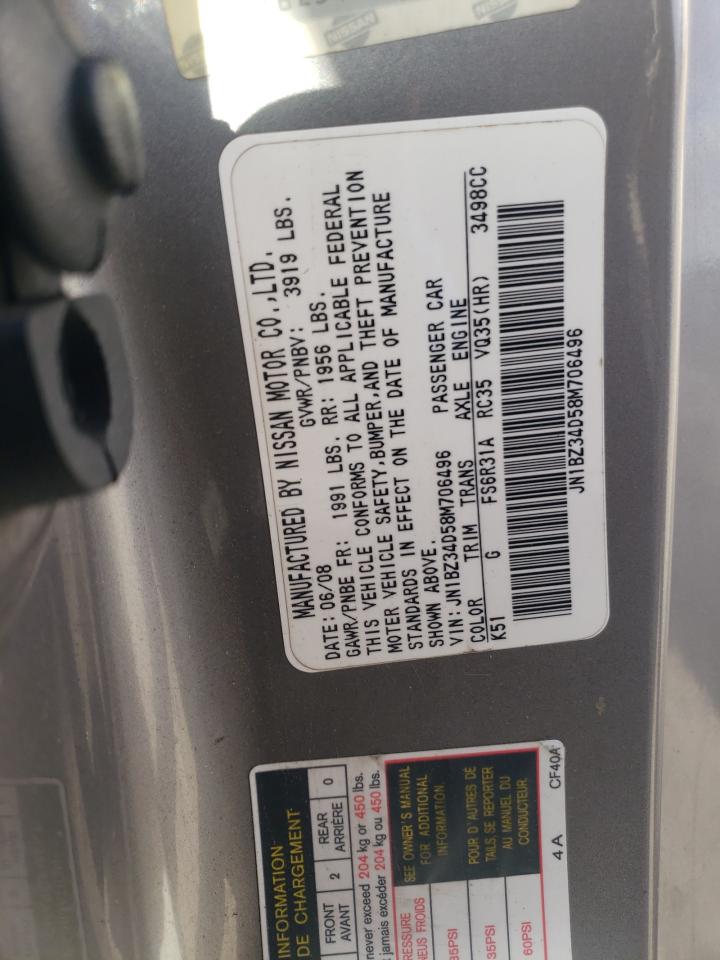 NISSAN
NISSAN
MANUFACTURED BY NISSAN MOTOR CO.,LTD.
DATE: 06/08 GVWR/PNBV: 3919 LBS.
GAWR/PNBE FR: 1991 LBS. RR: 1956 LBS.
THIS VEHICLE CONFORMS TO ALL APPLICABLE FEDERAL
MOTER VEHICLE SAFETY,BUMPER,AND THEFT PREVENTION
STANDARDS IN EFFECT ON THE DATE OF MANUFACTURE
SHOWN ABOVE.
VIN: JN1BZ34D58M706496 PASSENGER CAR
COLOR TRIM TRANS AXLE ENGINE
K51 G FS6R31A RC35 VQ35(HR) 3498CC
JN1BZ34D58M706496
INFORMATION
DE CHARGEMENT
FRONT 2 REAR 0
AVANT ARRIÈRE
never exceed 204 kg or 450 lbs.
jamais excéder 204 kg ou 450 lbs.
SEE OWNER'S MANUAL
FOR ADDITIONAL
INFORMATION
POUR D'AUTRES DE
TAILS, SE REPORTER
AU MANUEL DU
CONDUCTEUR.
35PSI
35PSI
60PSI
4 A CF40A